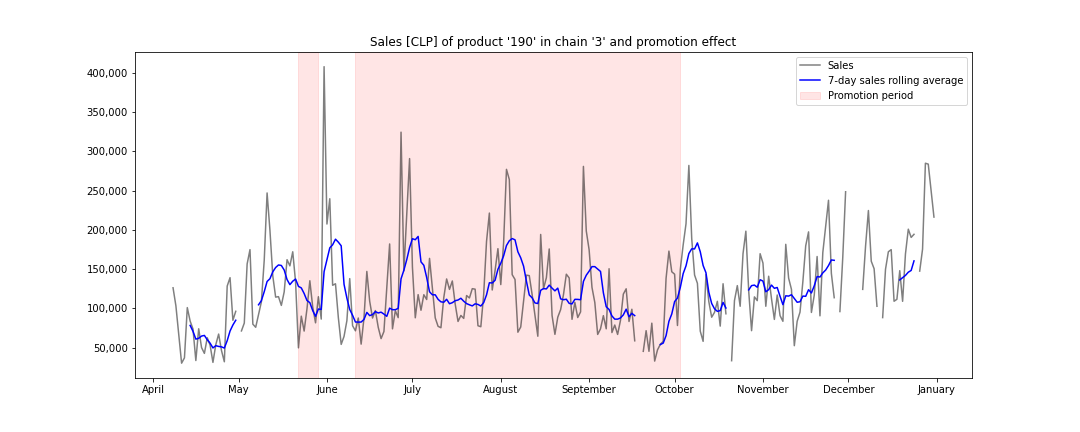 Sales [CLP] of product '190' in chain '3' and promotion effect
Sales
7-day sales rolling average
Promotion period
400,000
350,000
300,000
250,000
200,000
150,000
100,000
50,000
April May June July August September October November December January